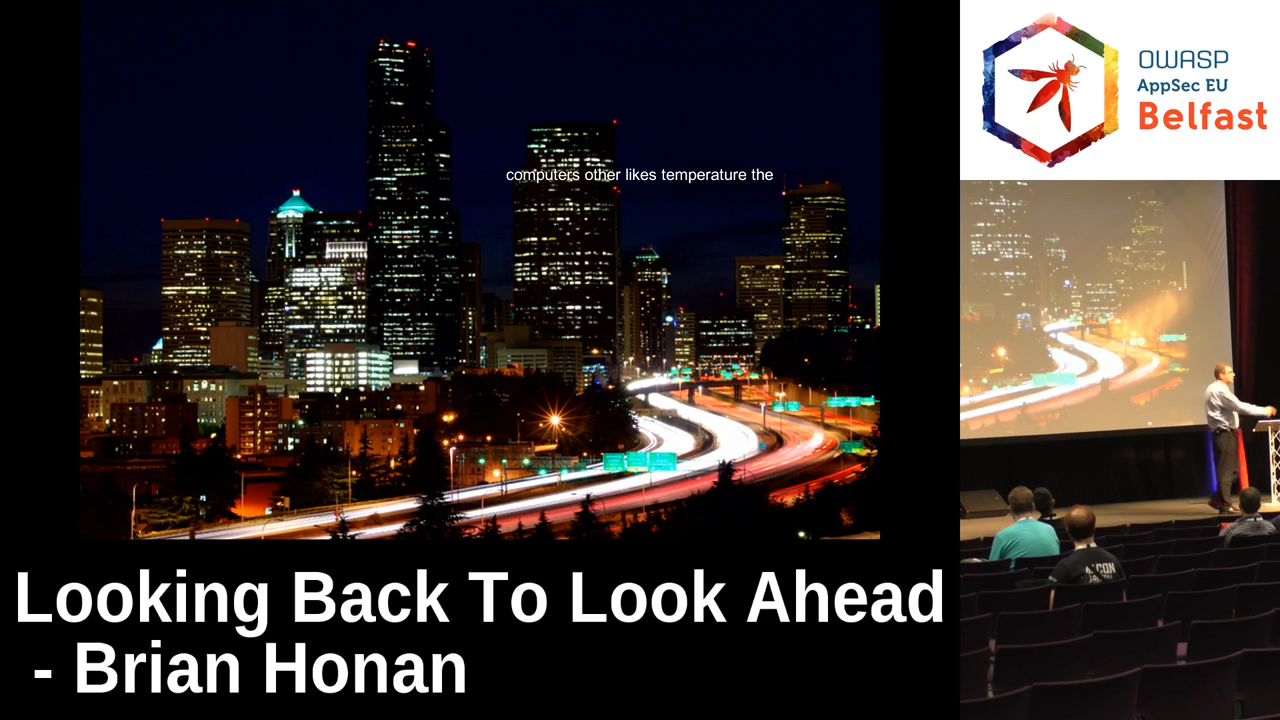 computers other likes temperature the
OWASP
AppSec EU
Belfast
Looking Back To Look Ahead
- Brian Honan